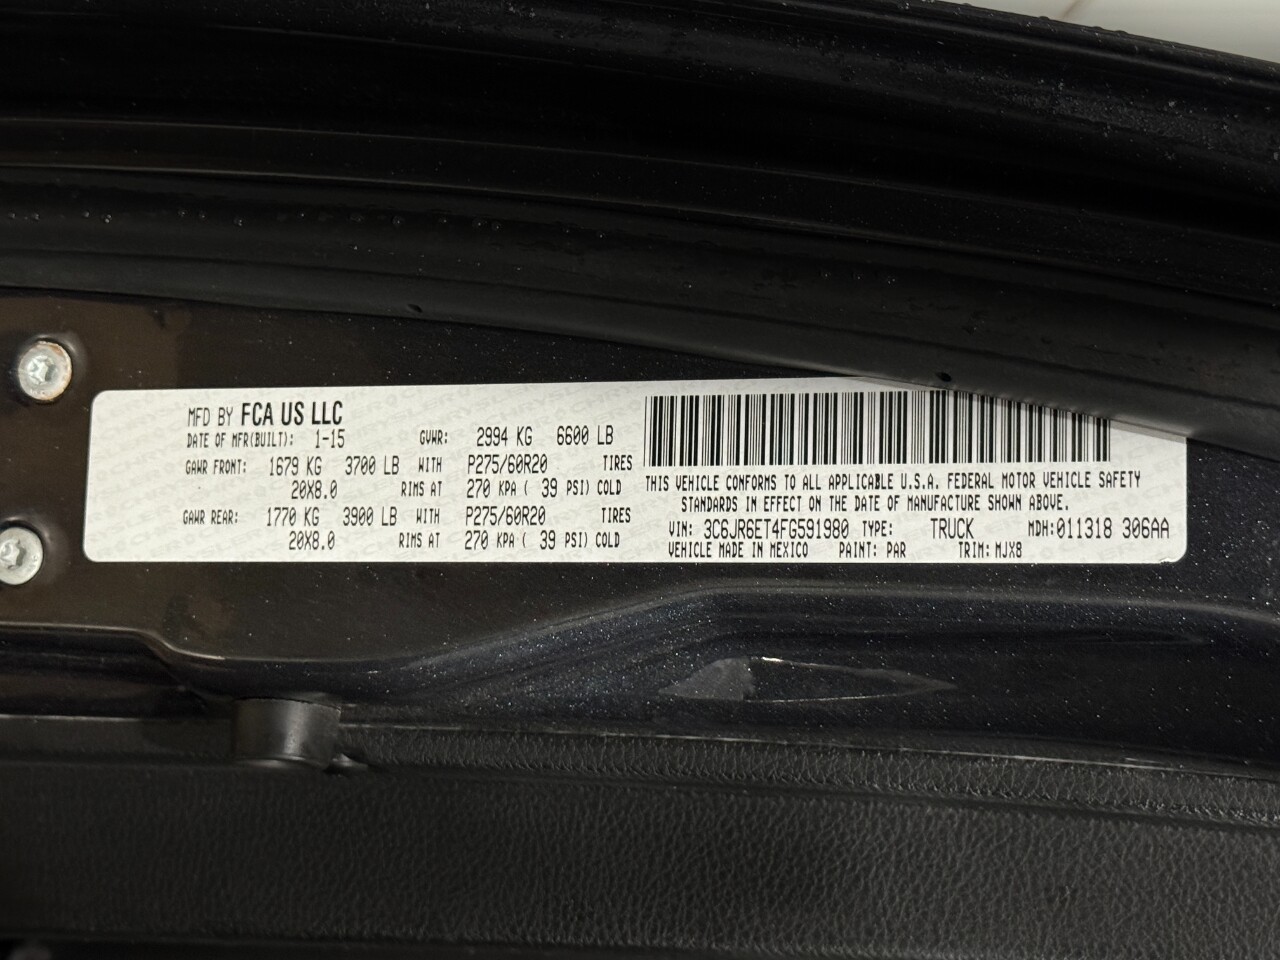 MFD BY FCA US LLC
DATE OF MFR(BUILT): 1-15 GVWR: 2994 KG 6600 LB
GAWR FRONT: 1679 KG 3700 LB WITH P275/60R20 TIRES
20X8.0 RIMS AT 270 KPA ( 39 PSI) COLD
GAWR REAR: 1770 KG 3900 LB WITH P275/60R20 TIRES
20X8.0 RIMS AT 270 KPA ( 39 PSI) COLD
THIS VEHICLE CONFORMS TO ALL APPLICABLE U.S.A. FEDERAL MOTOR VEHICLE SAFETY
STANDARDS IN EFFECT ON THE DATE OF MANUFACTURE SHOWN ABOVE.
VIN: 3C6JR6ET4FG591980 TYPE: TRUCK MDH:011318 306AA
VEHICLE MADE IN MEXICO PAINT: PAR TRIM: MJX8